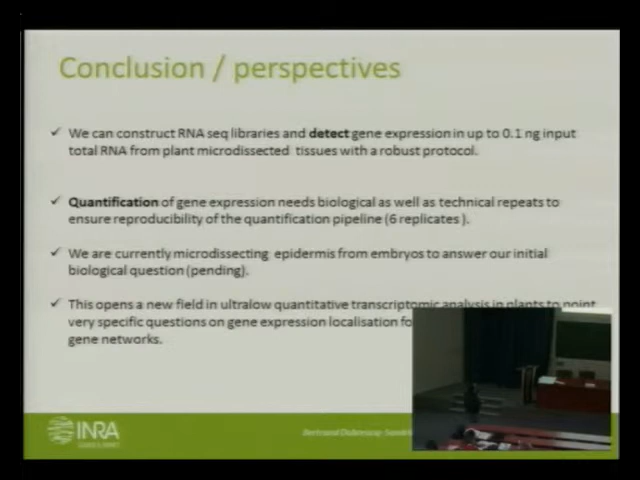 Conclusion / perspectives
✓ We can construct RNA seq libraries and detect gene expression in up to 0.1 ng input
total RNA from plant microdissected tissues with a robust protocol.
✓ Quantification of gene expression needs biological as well as technical repeats to
ensure reproducibility of the quantification pipeline (6 replicates ).
✓ We are currently microdissecting epidermis from embryos to answer our initial
biological question (pending).
✓ This opens a new field in ultralow quantitative transcriptomic analysis in plants to point
very specific questions on gene expression localisation
gene networks.
INRA